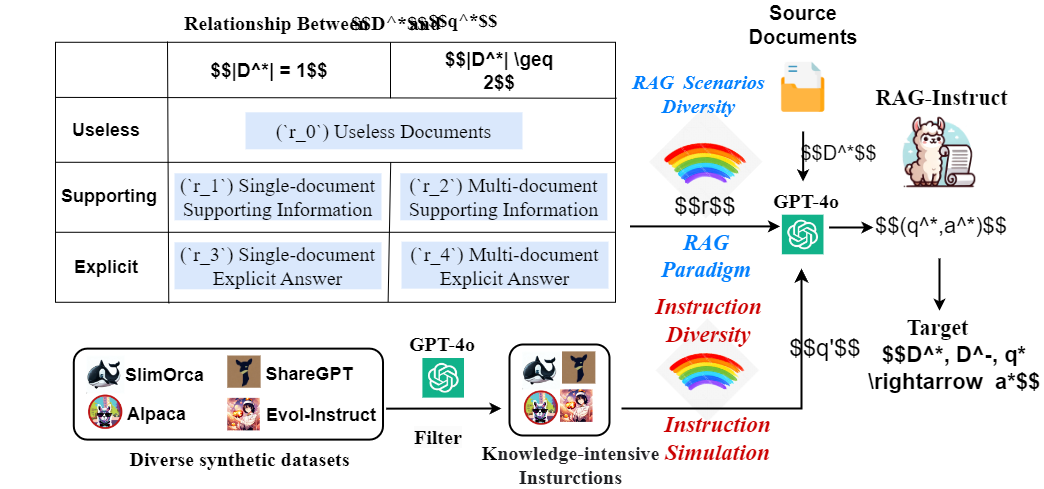 Relationship Between $$D^*$$ and $$q^*$$
$$|D^*| = 1$$
$$|D^*| \geq
2$$
Useless
(`r_0`) Useless Documents
Supporting
(`r_1`) Single-document
Supporting Information
(`r_2`) Multi-document
Supporting Information
Explicit
(`r_3`) Single-document
Explicit Answer
(`r_4`) Multi-document
Explicit Answer
RAG Scenarios
Diversity
$$r$$
RAG
Paradigm
Source
Documents
$$D^*$$
GPT-4o
RAG-Instruct
$$(q^*,a^*)$$
Target
$$D^*, D^-, q*
\rightarrow a*$$
SlimOrca
ShareGPT
Alpaca
Evol-Instruct
Diverse synthetic datasets
GPT-4o
Filter
Knowledge-intensive
Insturctions
Instruction
Diversity
Instruction
Simulation
$$q'$$